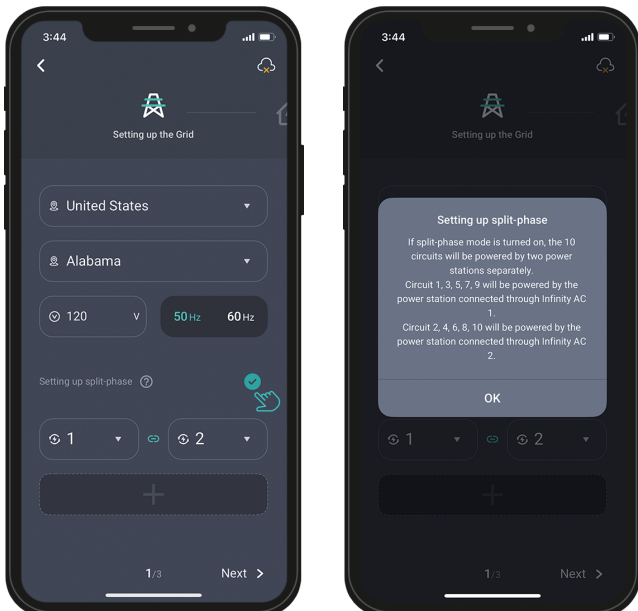 3:44
Setting up the Grid
United States
Alabama
120 V
50 Hz 60 Hz
Setting up split-phase ?
1 2
1/3 Next
3:44
Setting up the Grid
Setting up split-phase
If split-phase mode is turned on, the 10
circuits will be powered by two power
stations separately.
Circuit 1, 3, 5, 7, 9 will be powered by the
power station connected through Infinity AC
1.
Circuit 2, 4, 6, 8, 10 will be powered by the
power station connected through Infinity AC
2.
OK
1 2
1/3 Next